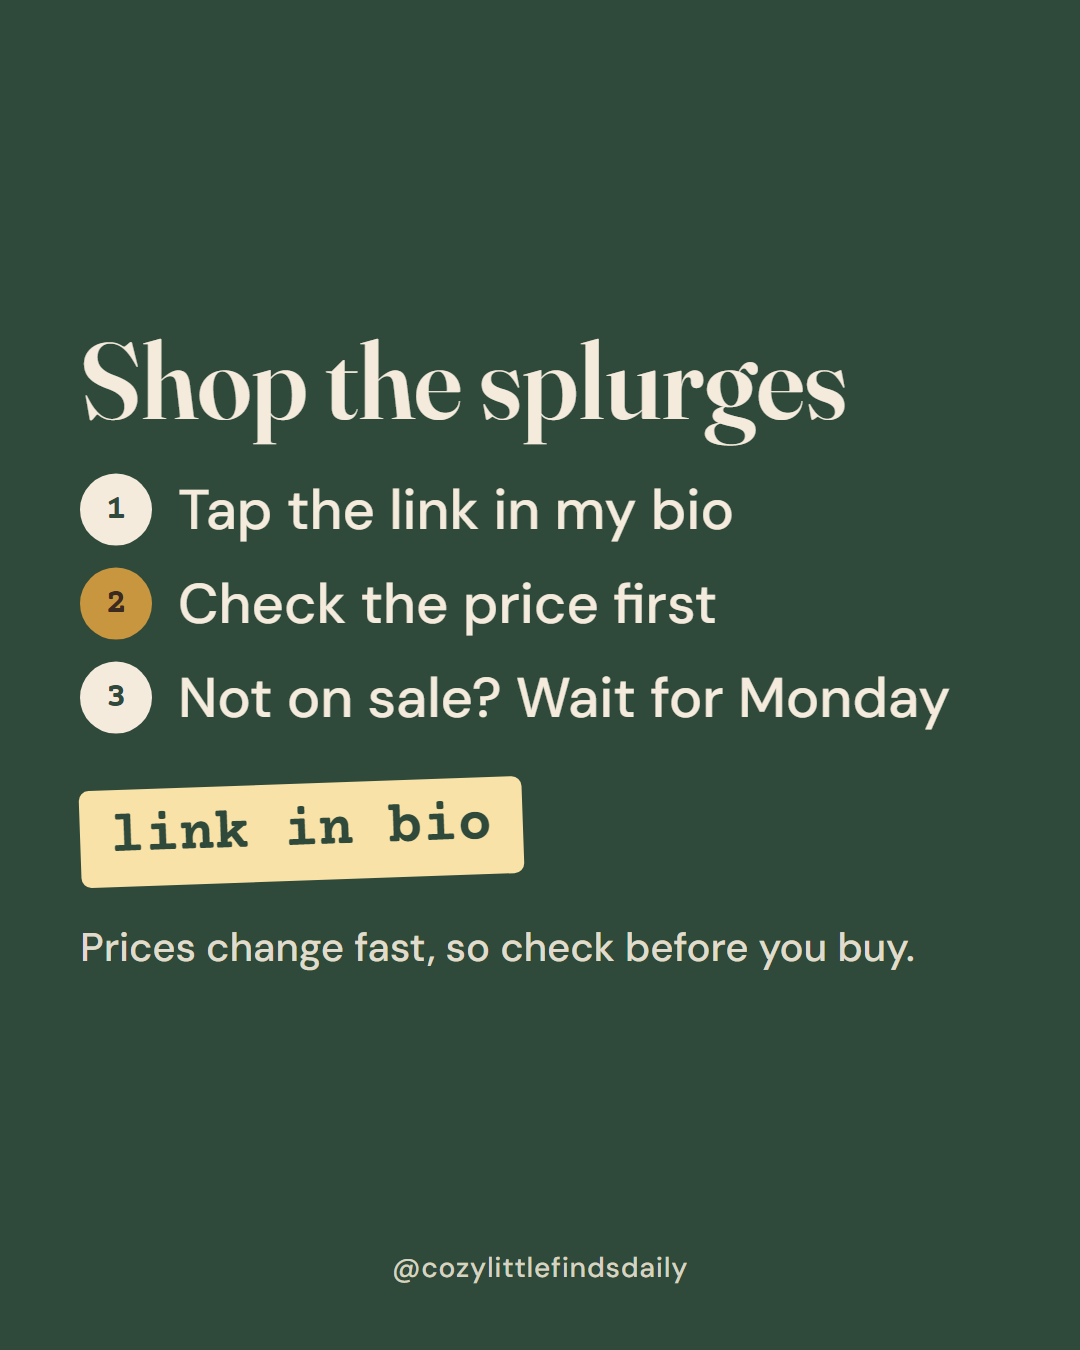 Shop the splurges
1 Tap the link in my bio
2 Check the price first
3 Not on sale? Wait for Monday
link in bio
Prices change fast, so check before you buy.
@cozylittlefindsdaily